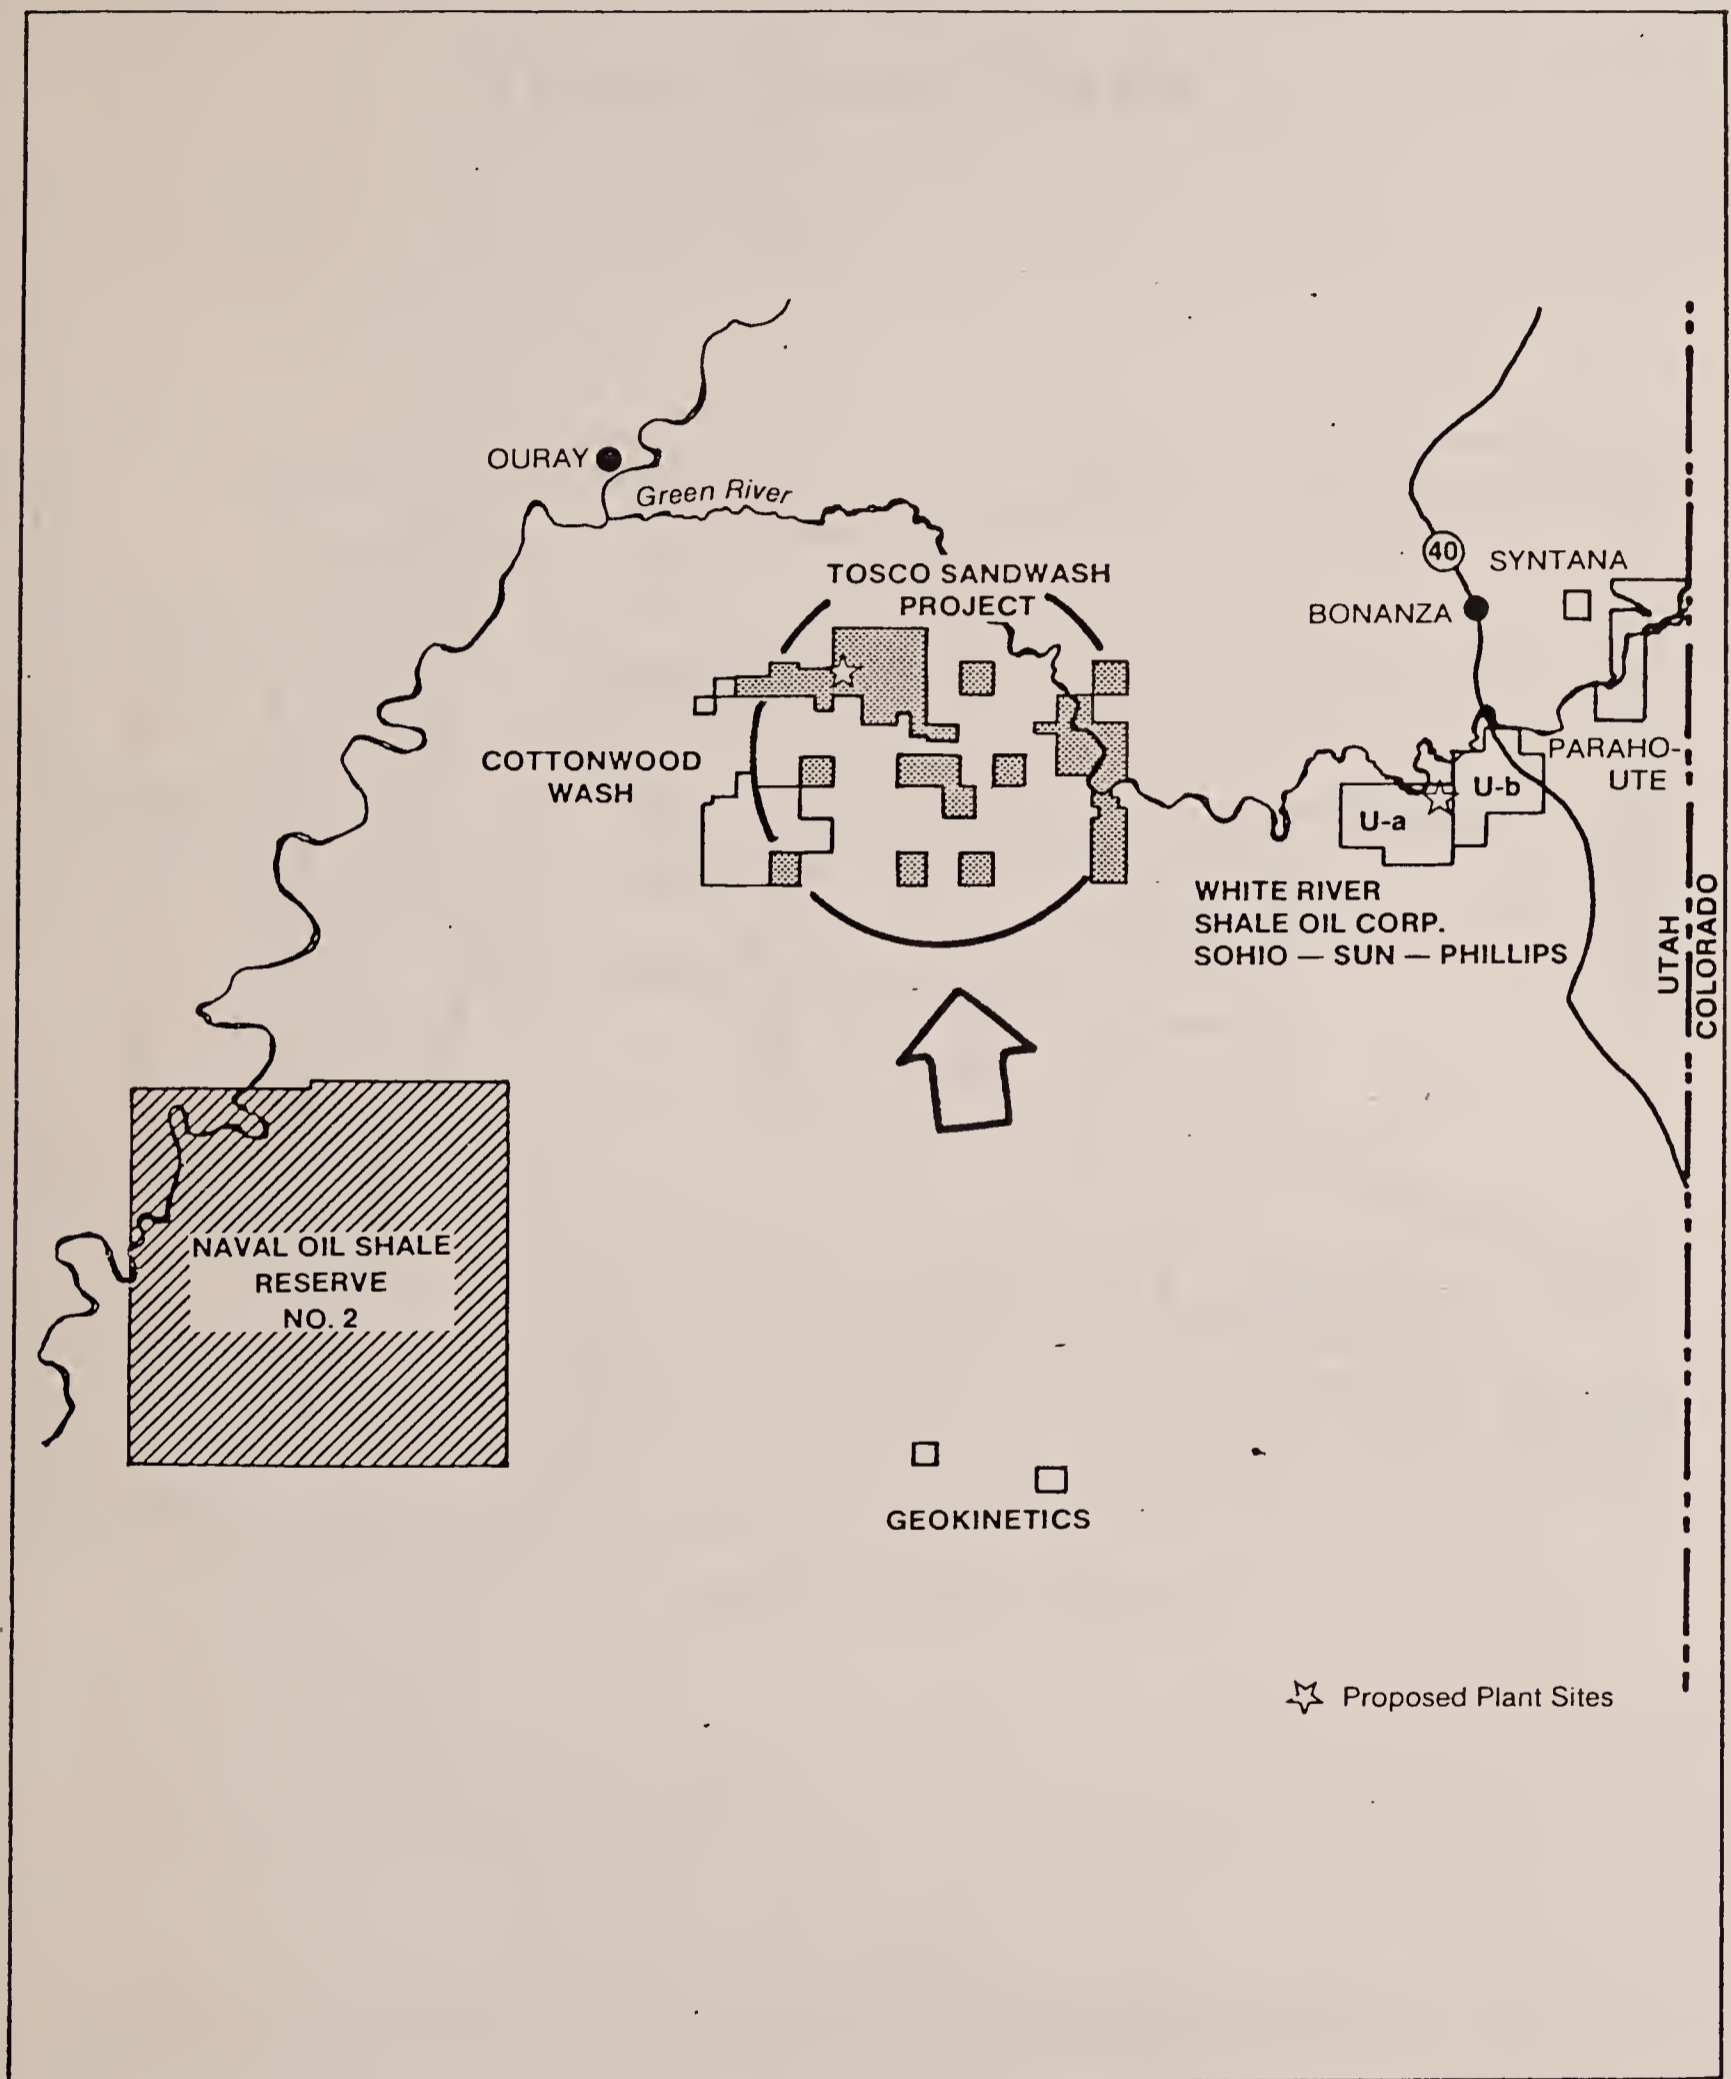 OURAY
Green River
40
SYNTANA
TOSCO SANDWASH
PROJECT
BONANZA
COTTONWOOD
WASH
PARAHO-
UTE
U-b
U-a
WHITE RIVER
SHALE OIL CORP.
SOHIO — SUN — PHILLIPS
UTAH
COLORADO
NAVAL OIL SHALE
RESERVE
NO. 2
GEOKINETICS
Proposed Plant Sites